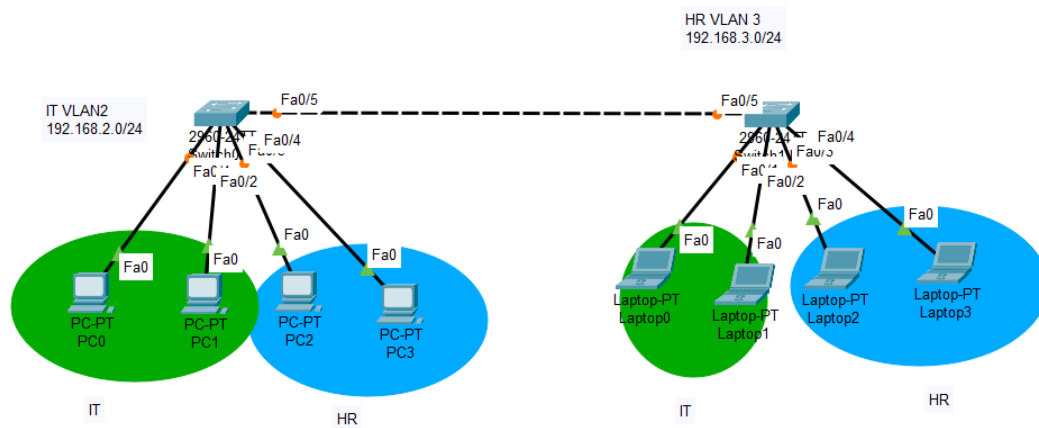 HR VLAN 3
192.168.3.0/24
IT VLAN2
192.168.2.0/24
Fa0/5
Fa0/5
Fa0/4
Fa0/4
Fa0/2
Fa0/2
Fa0
Fa0
Fa0
Fa0
Fa0
Fa0
Fa0
Fa0
PC-PT
PC0
PC-PT
PC1
PC-PT
PC2
PC-PT
PC3
Laptop-PT
Laptop0
Laptop-PT
Laptop1
Laptop-PT
Laptop2
Laptop-PT
Laptop3
IT
HR
IT
HR